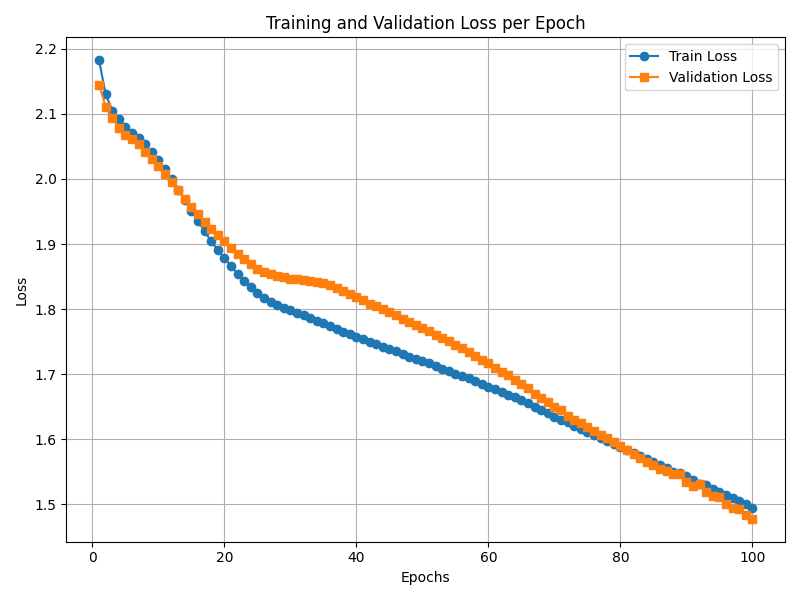 Training and Validation Loss per Epoch
Train Loss
Validation Loss
Loss
2.2
2.1
2.0
1.9
1.8
1.7
1.6
1.5
0 20 40 60 80 100
Epochs